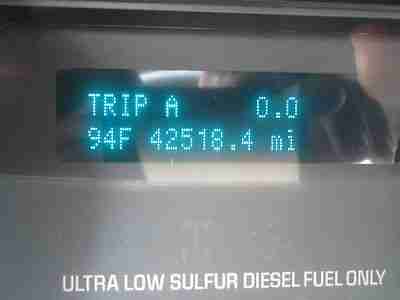 TRIP A 0.0
94F 42518.4 mi
ULTRA LOW SULFUR DIESEL FUEL ONLY